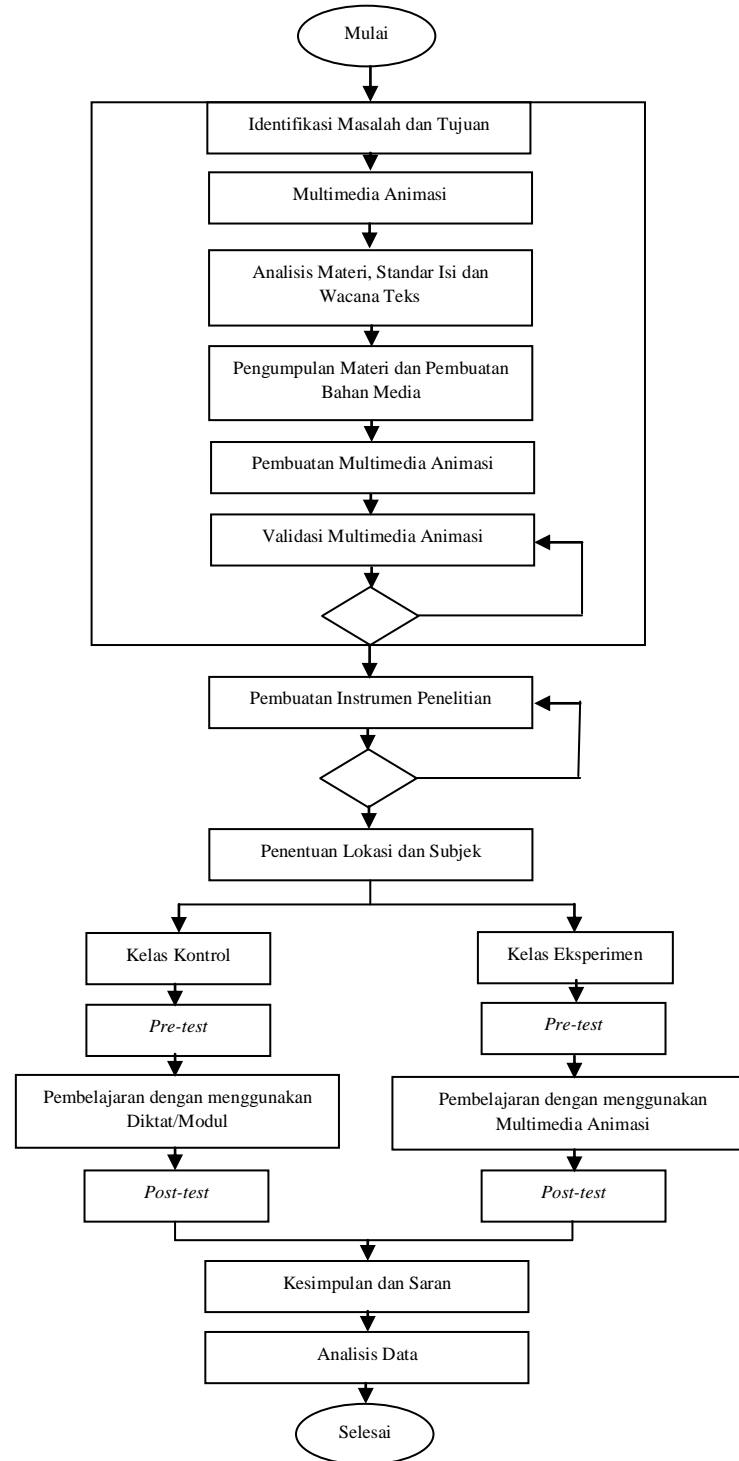 Mulai
Identifikasi Masalah dan Tujuan
Multimedia Animasi
Analisis Materi, Standar Isi dan
Wacana Teks
Pengumpulan Materi dan Pembuatan
Bahan Media
Pembuatan Multimedia Animasi
Validasi Multimedia Animasi
Pembuatan Instrumen Penelitian
Penentuan Lokasi dan Subjek
Kelas Kontrol
Kelas Eksperimen
Pre-test
Pre-test
Pembelajaran dengan menggunakan
Diktat/Modul
Pembelajaran dengan menggunakan
Multimedia Animasi
Post-test
Post-test
Kesimpulan dan Saran
Analisis Data
Selesai